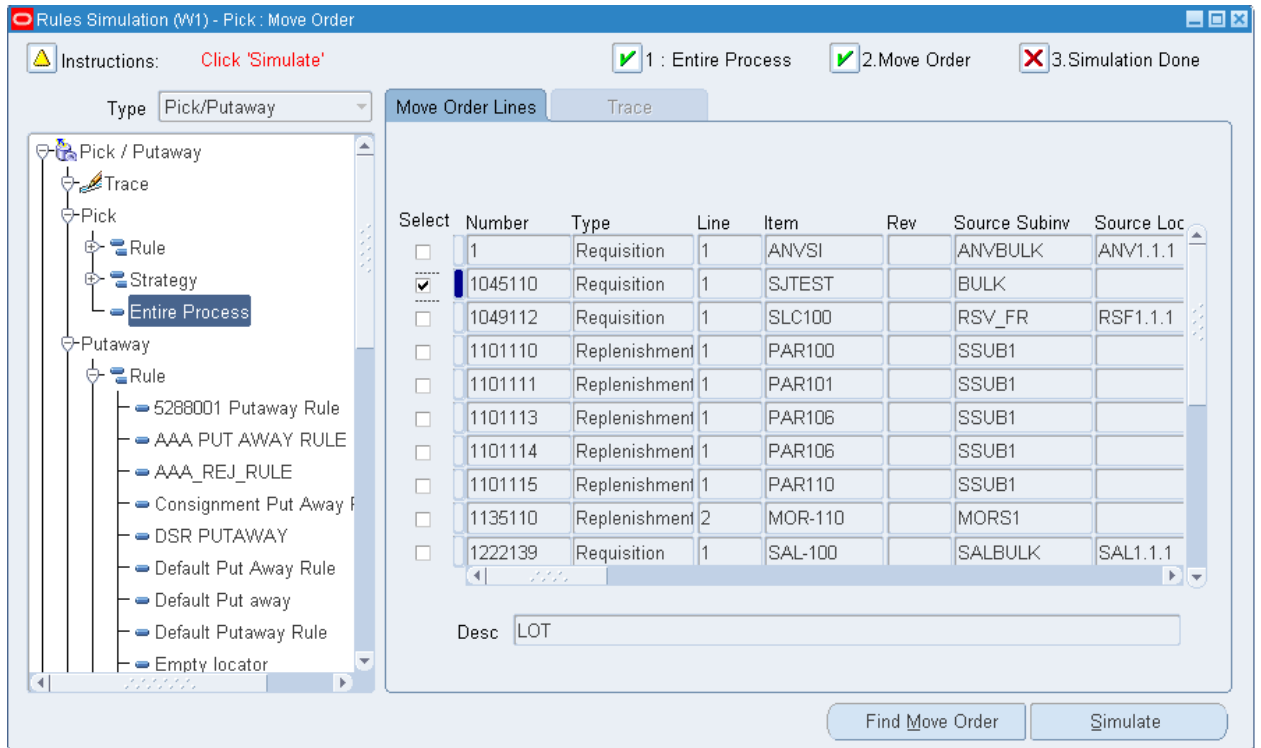 Rules Simulation (W1) - Pick : Move Order
Instructions: Click 'Simulate' 1 : Entire Process 2.Move Order 3.Simulation Done
Type Pick/Putaway
Pick / Putaway
Trace
Pick
Rule
Strategy
Entire Process
Putaway
Rule
5288001 Putaway Rule
AAA PUT AWAY RULE
AAA_REJ_RULE
Consignment Put Away
DSR PUTAWAY
Default Put Away Rule
Default Put away
Default Putaway Rule
Empty locator
Move Order Lines Trace
Select Number Type Line Item Rev Source Subinv Source Loc
1 Requisition 1 ANVSI ANVBULK ANV1.1.1
1045110 Requisition 1 SJTEST BULK
1049112 Requisition 1 SLC100 RSV_FR RSF1.1.1
1101110 Replenishment 1 PAR100 SSUB1
1101111 Replenishment 1 PAR101 SSUB1
1101113 Replenishment 1 PAR106 SSUB1
1101114 Replenishment 1 PAR106 SSUB1
1101115 Replenishment 1 PAR110 SSUB1
1135110 Replenishment 2 MOR-110 MORS1
1222139 Requisition 1 SAL-100 SALBULK SAL1.1.1
Desc LOT
Find Move Order Simulate